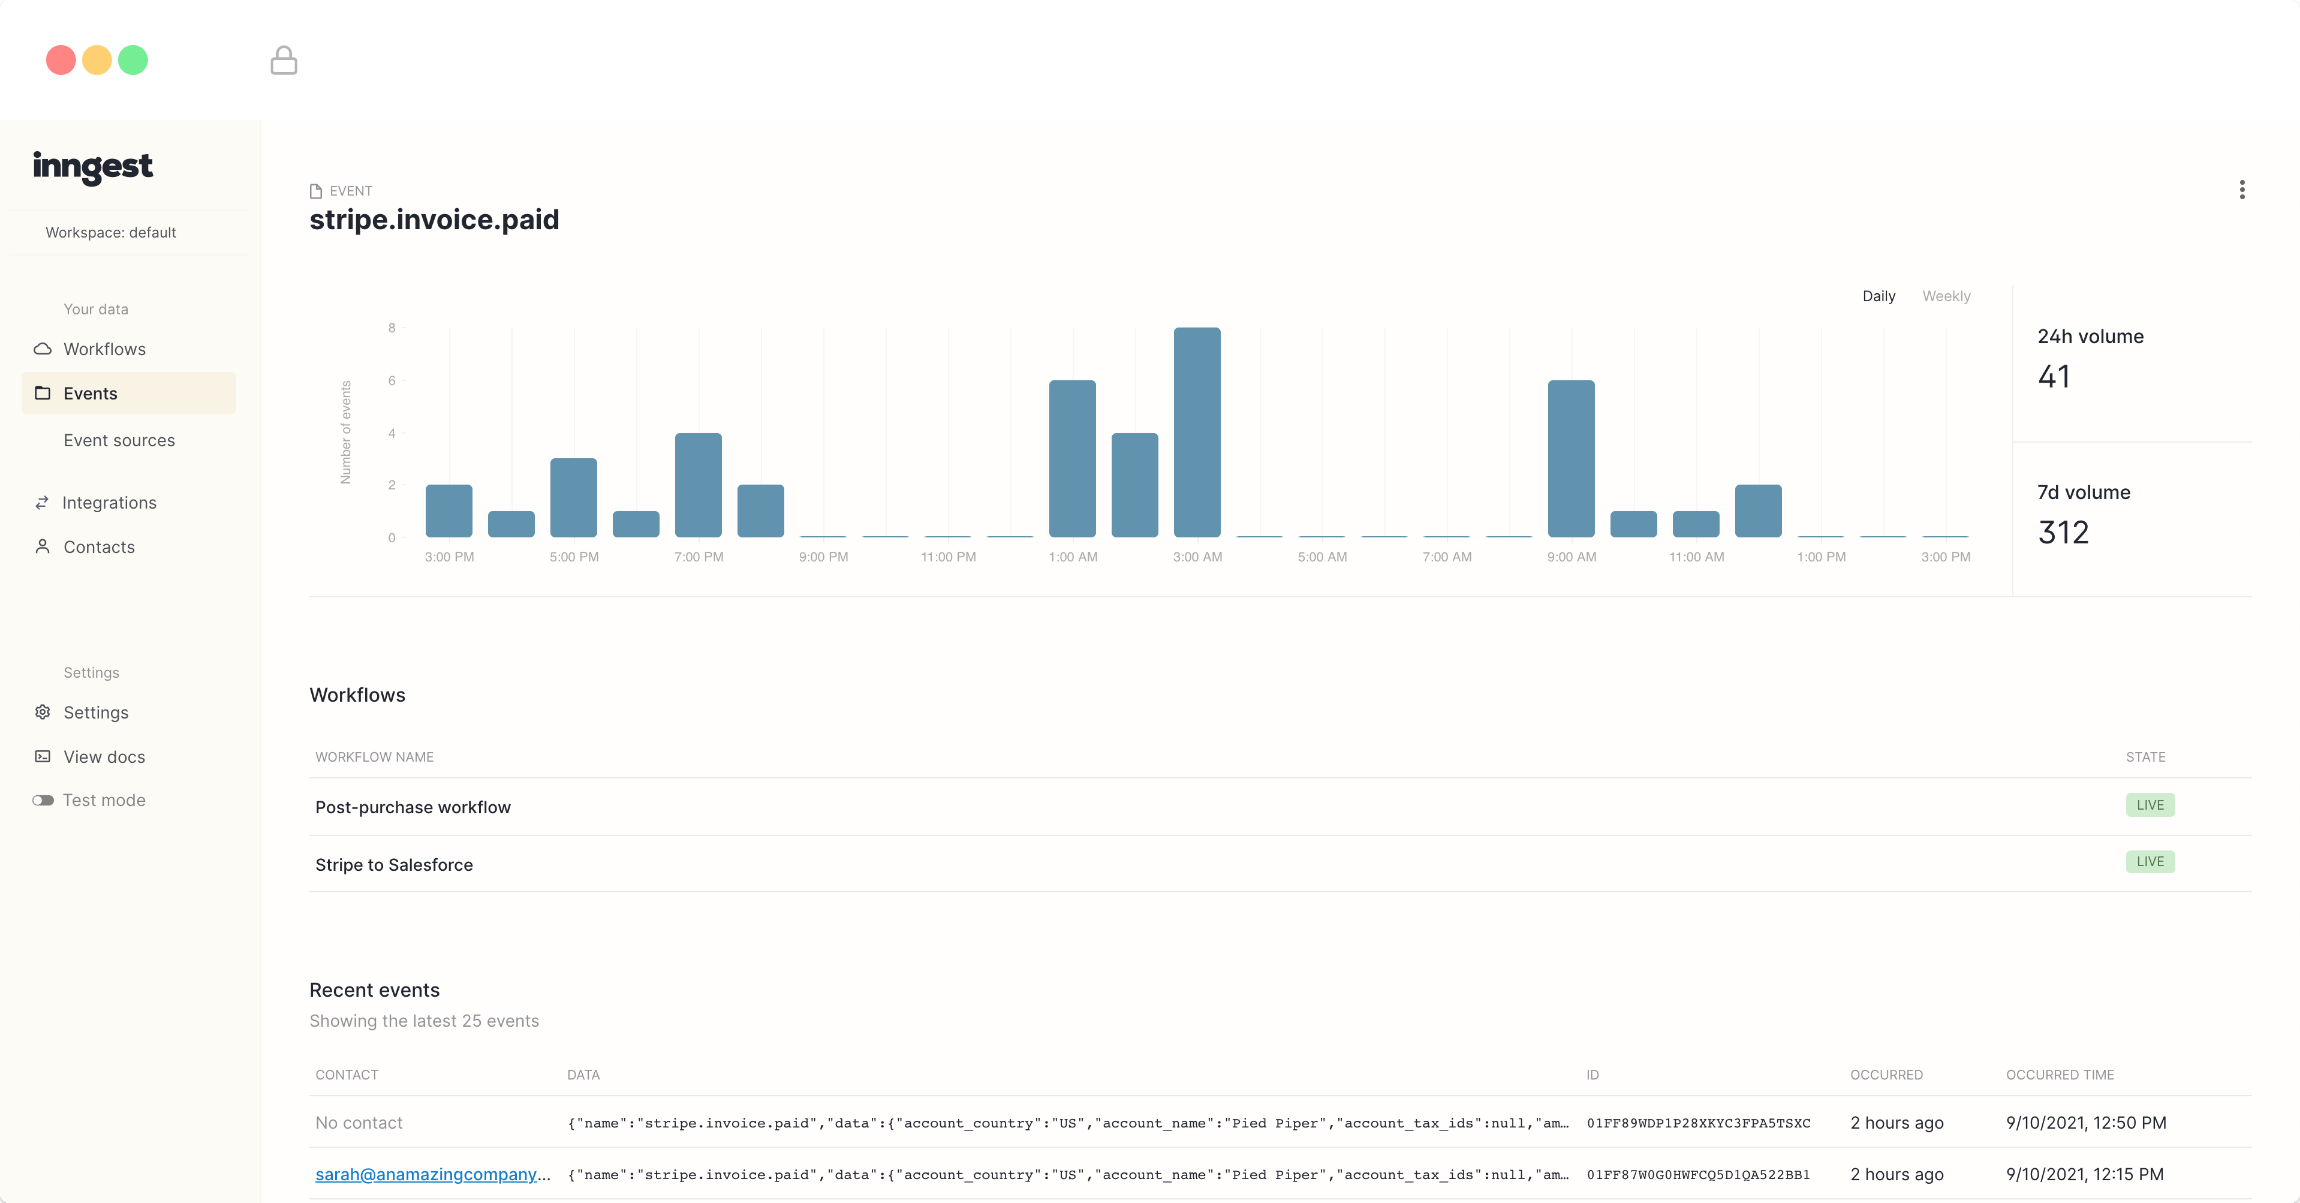 inngest
Workspace: default
Your data
Workflows
Events
Event sources
Integrations
Contacts
Settings
Settings
View docs
Test mode
EVENT
stripe.invoice.paid
Daily Weekly
Number of events
8
6
4
2
0
3:00 PM 5:00 PM 7:00 PM 9:00 PM 11:00 PM 1:00 AM 3:00 AM 5:00 AM 7:00 AM 9:00 AM 11:00 AM 1:00 PM 3:00 PM
24h volume
41
7d volume
312
Workflows
WORKFLOW NAME STATE
Post-purchase workflow LIVE
Stripe to Salesforce LIVE
Recent events
Showing the latest 25 events
CONTACT DATA ID OCCURRED OCCURRED TIME
No contact {"name":"stripe.invoice.paid","data":{"account_country":"US","account_name":"Pied Piper","account_tax_ids":null,"am… 01FF89WDP1P28XKYC3FPA5TSXC 2 hours ago 9/10/2021, 12:50 PM
sarah@anamazingcompany... {"name":"stripe.invoice.paid","data":{"account_country":"US","account_name":"Pied Piper","account_tax_ids":null,"am… 01FF87W0G0HWFCQ5D1QA522BB1 2 hours ago 9/10/2021, 12:15 PM